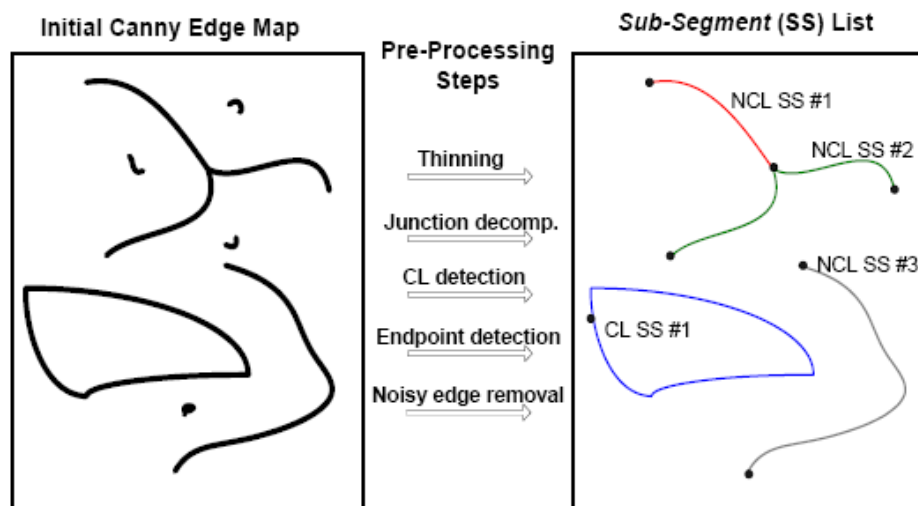 Initial Canny Edge Map
Pre-Processing
Steps
Sub-Segment (SS) List
Thinning
Junction decomp.
CL detection
Endpoint detection
Noisy edge removal
NCL SS #1
NCL SS #2
NCL SS #3
CL SS #1